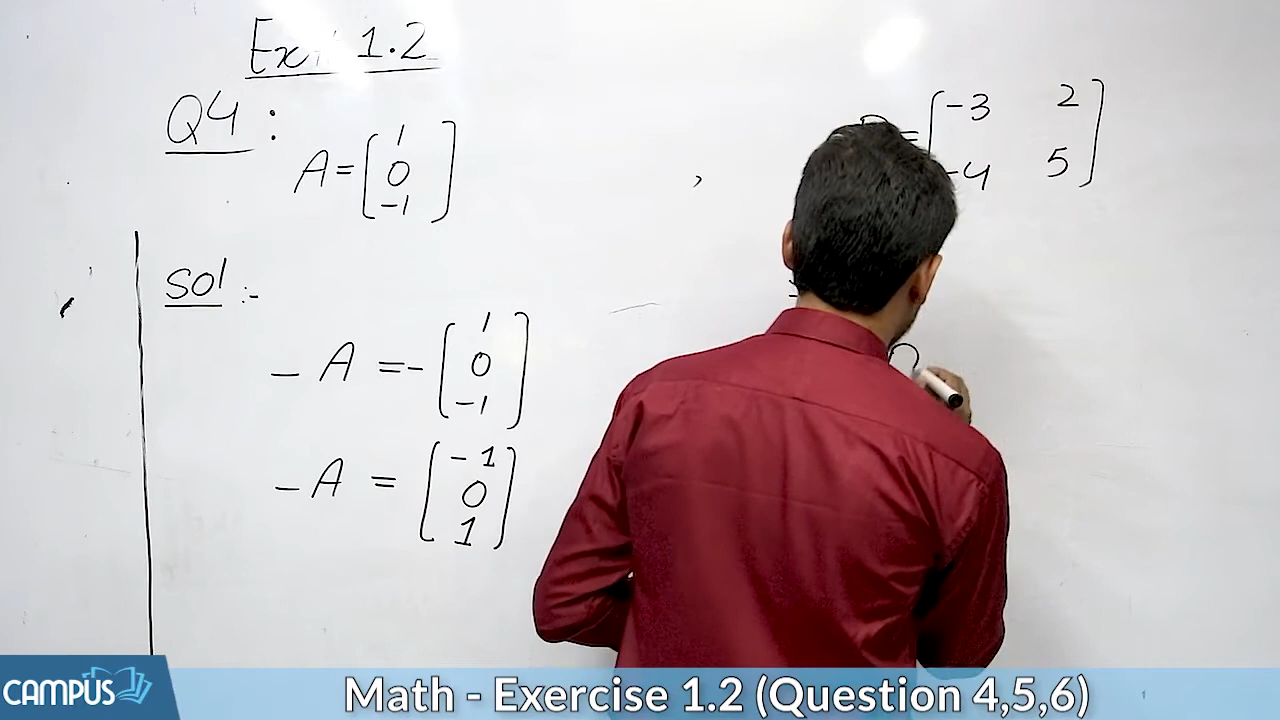 Ex: 1.2
Q4 :
A = [ 1
0
-1 ] ,
= [ -3 2
-4 5 ]
Sol :-
- A = - [ 1
0
-1 ]
- A = [ -1
0
1 ]
CAMPUS
Math - Exercise 1.2 (Question 4,5,6)